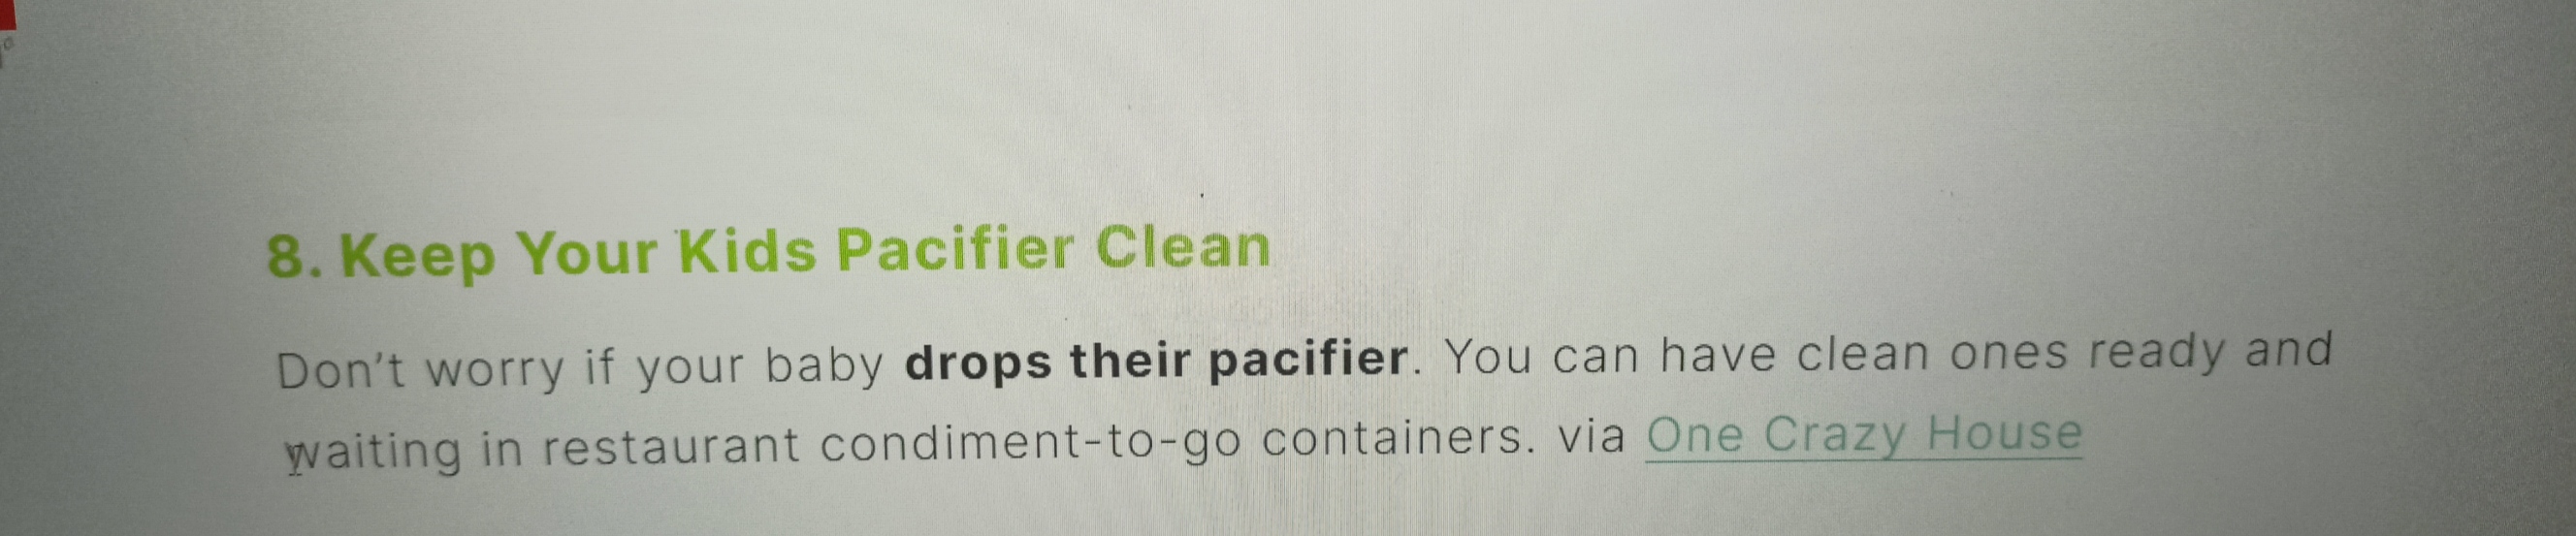 8. Keep Your Kids Pacifier Clean
Don't worry if your baby drops their pacifier. You can have clean ones ready and
waiting in restaurant condiment-to-go containers. via One Crazy House